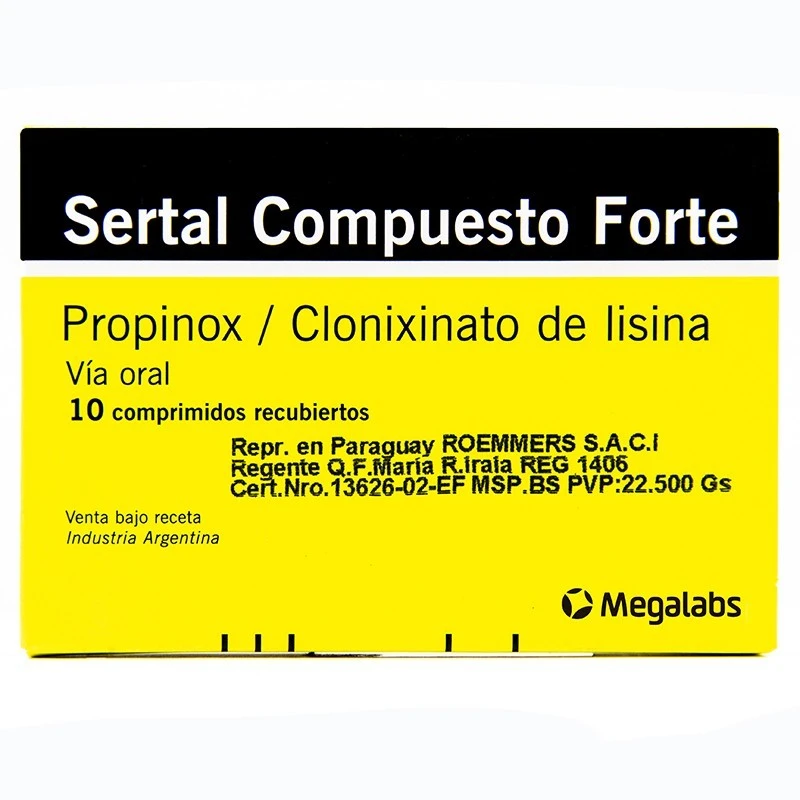 Sertal Compuesto Forte
Propinox / Clonixinato de lisina
Vía oral
10 comprimidos recubiertos
Repr. en Paraguay ROEMMERS S.A.C.I
Regente Q.F.María R.Irala REG 1406
Cert.Nro.13626-02-EF MSP.BS PVP:22.500 Gs
Venta bajo receta
Industria Argentina
Megalabs